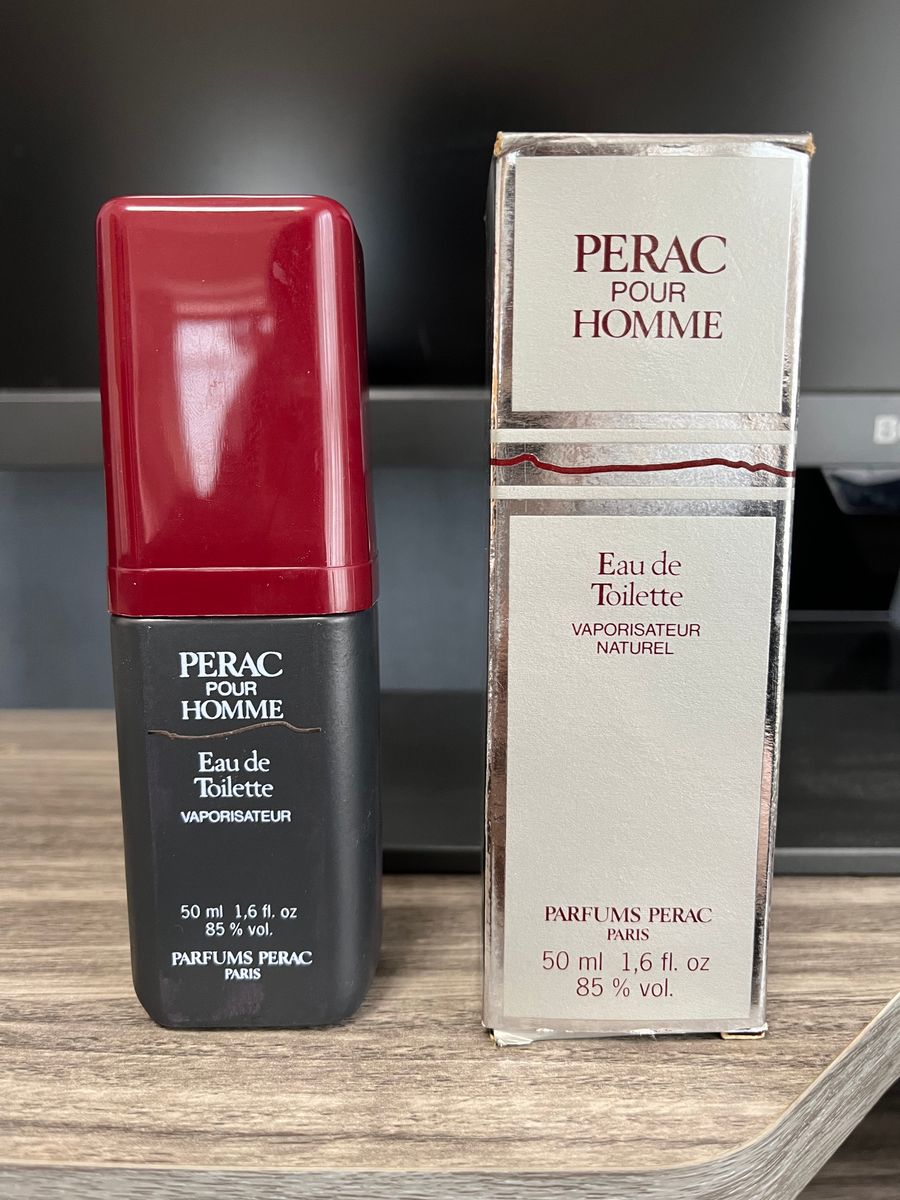 PERAC
POUR
HOMME
Eau de
Toilette
VAPORISATEUR
50 ml 1,6 fl. oz
85 % vol.
PARFUMS PERAC
PARIS
PERAC
POUR
HOMME
Eau de
Toilette
VAPORISATEUR
NATUREL
PARFUMS PERAC
PARIS
50 ml 1,6 fl. oz
85 % vol.